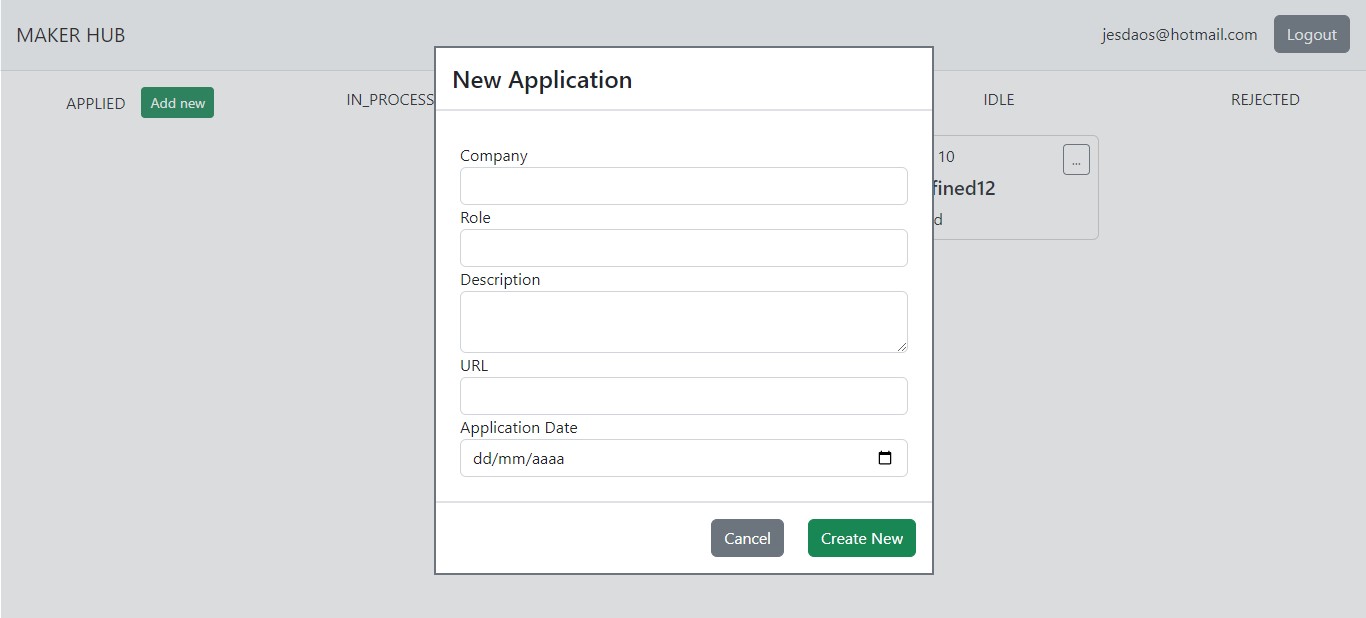 MAKER HUB
jesdaos@hotmail.com
Logout
APPLIED
Add new
IN_PROCESS
IDLE
REJECTED
New Application
Company
Role
Description
URL
Application Date
dd/mm/aaaa
Cancel
Create New
10
...
fined12
d